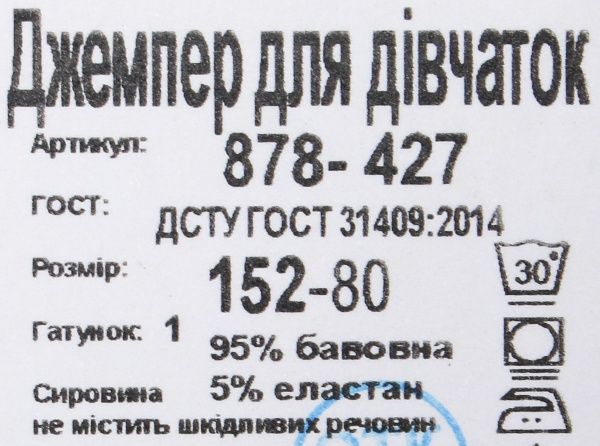 Джемпер для дівчаток
Артикул: 878-427
ГОСТ: ДСТУ ГОСТ 31409:2014
Розмір: 152-80
30°
Гатунок: 1
95% бавовна
Сировина 5% еластан
не містить шкідливих речовин